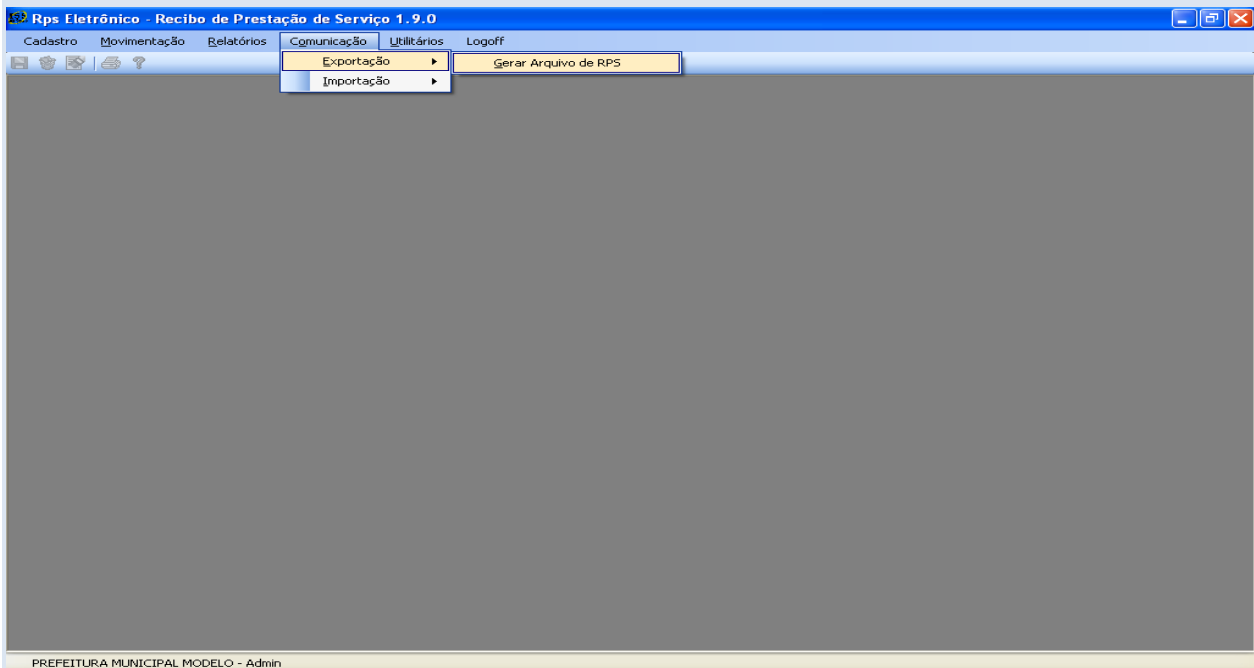 Rps Eletrônico - Recibo de Prestação de Serviço 1.9.0
Cadastro Movimentação Relatórios Comunicação Utilitários Logoff
Exportação Gerar Arquivo de RPS
Importação
PREFEITURA MUNICIPAL MODELO - Admin